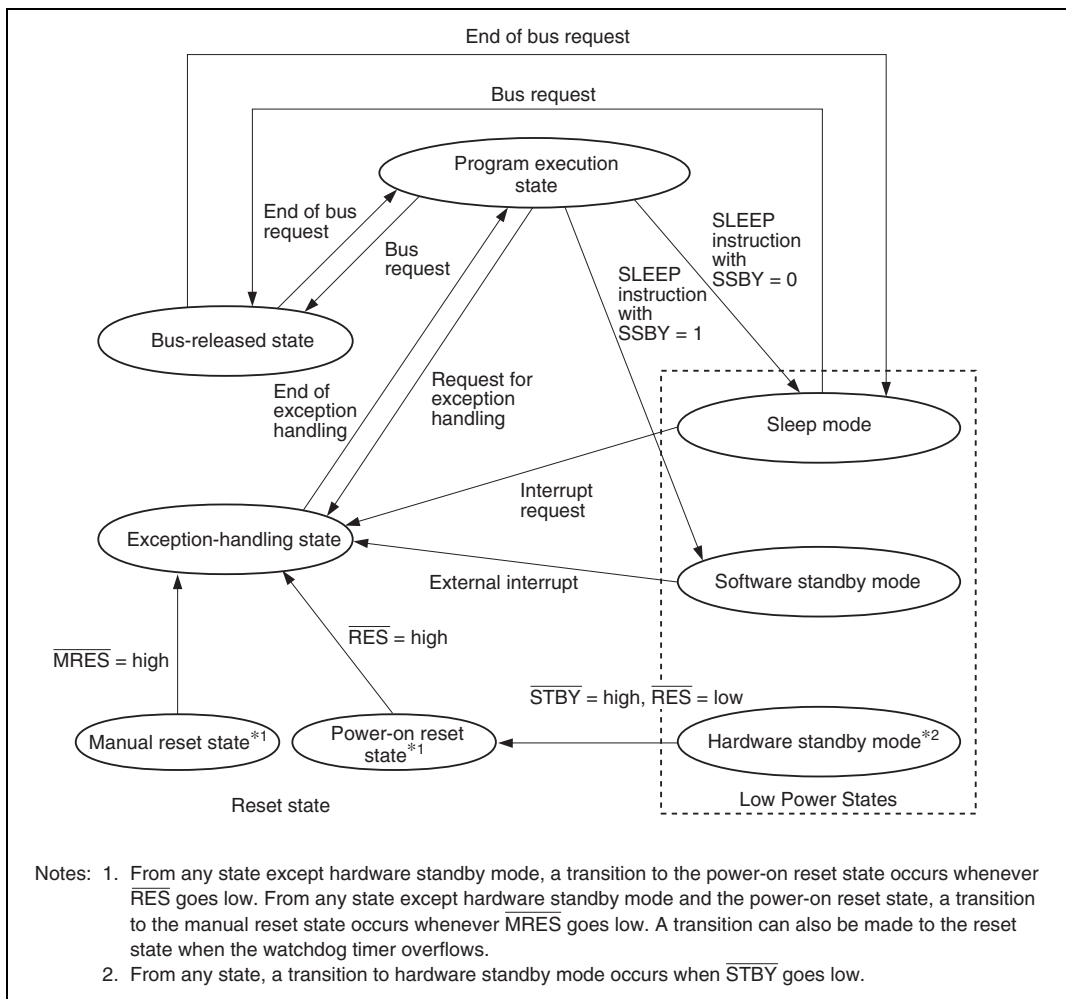 End of bus request
Bus request
Program execution
state
End of bus
request
Bus
request
SLEEP
instruction
with
SSBY = 0
SLEEP
instruction
with
SSBY = 1
Bus-released state
End of
exception
handling
Request for
exception
handling
Sleep mode
Interrupt
request
Exception-handling state
External interrupt
Software standby mode
R̅E̅S̅ = high
M̅R̅E̅S̅ = high
S̅T̅B̅Y̅ = high, R̅E̅S̅ = low
Manual reset state*1
Power-on reset
state*1
Hardware standby mode*2
Reset state
Low Power States
Notes: 1. From any state except hardware standby mode, a transition to the power-on reset state occurs whenever
R̅E̅S̅ goes low. From any state except hardware standby mode and the power-on reset state, a transition
to the manual reset state occurs whenever M̅R̅E̅S̅ goes low. A transition can also be made to the reset
state when the watchdog timer overflows.
2. From any state, a transition to hardware standby mode occurs when S̅T̅B̅Y̅ goes low.